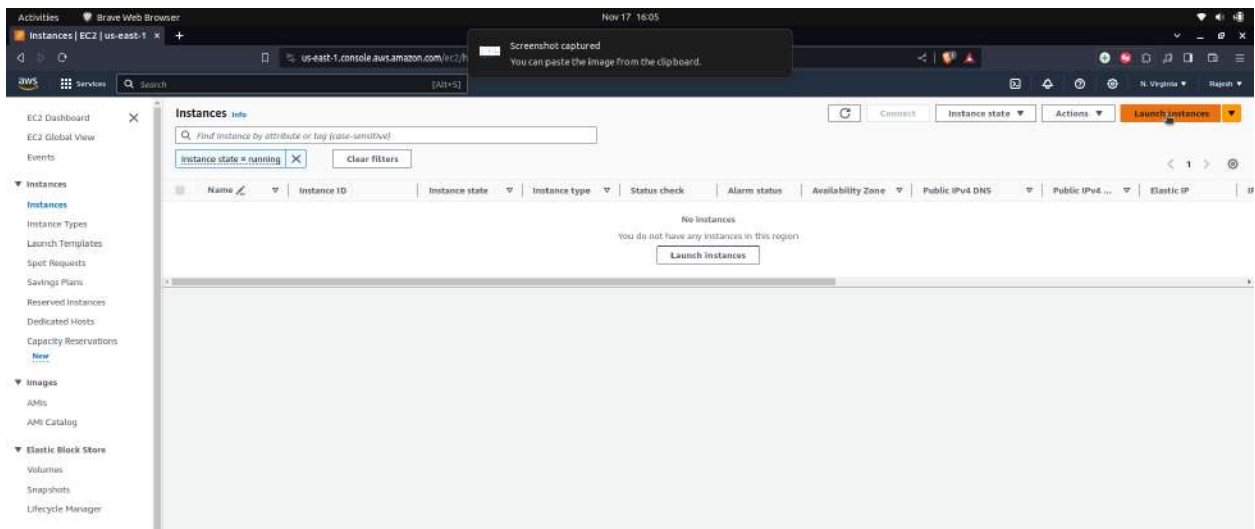 Activities Brave Web Browser Nov 17 16:05
Instances | EC2 | us-east-1 × +
us-east-1.console.aws.amazon.com/ec2/h
Screenshot captured
You can paste the image from the clipboard.
aws Services Search [Alt+S] N. Virginia Rajesh
EC2 Dashboard
EC2 Global View
Events
Instances
Instances
Instance Types
Launch Templates
Spot Requests
Savings Plans
Reserved Instances
Dedicated Hosts
Capacity Reservations
New
Images
AMIs
AMI Catalog
Elastic Block Store
Volumes
Snapshots
Lifecycle Manager
Instances Info Connect Instance state Actions Launch instances
Find Instance by attribute or tag (case-sensitive)
Instance state = running Clear filters
1
Name Instance ID Instance state Instance type Status check Alarm status Availability Zone Public IPv4 DNS Public IPv4 ... Elastic IP
No instances
You do not have any instances in this region
Launch instances